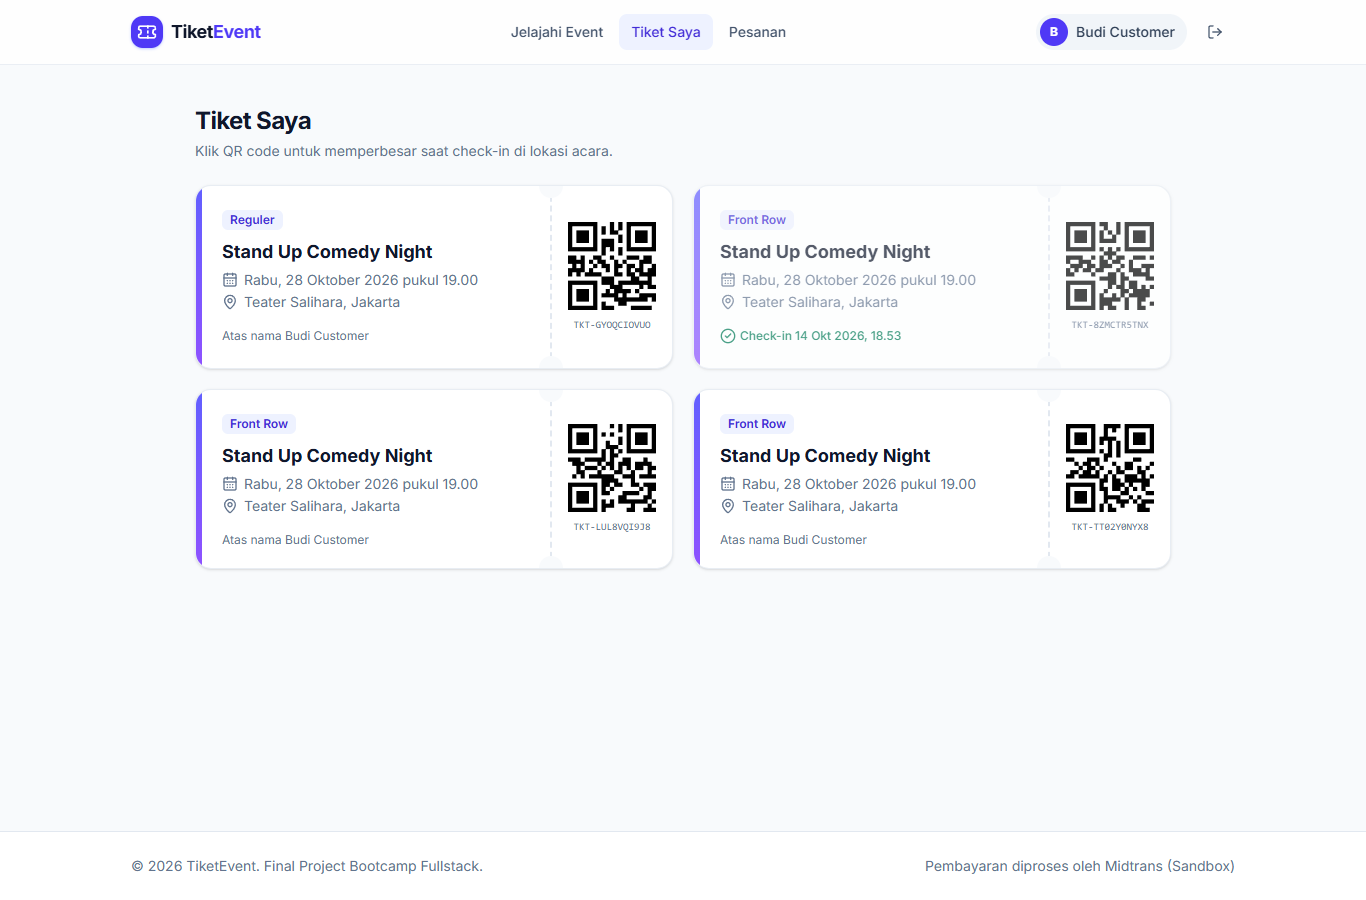 TiketEvent
Jelajahi Event
Tiket Saya
Pesanan
B
Budi Customer
Tiket Saya
Klik QR code untuk memperbesar saat check-in di lokasi acara.
Reguler
Stand Up Comedy Night
Rabu, 28 Oktober 2026 pukul 19.00
Teater Salihara, Jakarta
Atas nama Budi Customer
TKT-GYOQCIOVUO
Front Row
Stand Up Comedy Night
Rabu, 28 Oktober 2026 pukul 19.00
Teater Salihara, Jakarta
Check-in 14 Okt 2026, 18.53
TKT-8ZMCTR5TNX
Front Row
Stand Up Comedy Night
Rabu, 28 Oktober 2026 pukul 19.00
Teater Salihara, Jakarta
Atas nama Budi Customer
TKT-LUL8VQI9J8
Front Row
Stand Up Comedy Night
Rabu, 28 Oktober 2026 pukul 19.00
Teater Salihara, Jakarta
Atas nama Budi Customer
TKT-TT02Y0NYX8
© 2026 TiketEvent. Final Project Bootcamp Fullstack.
Pembayaran diproses oleh Midtrans (Sandbox)